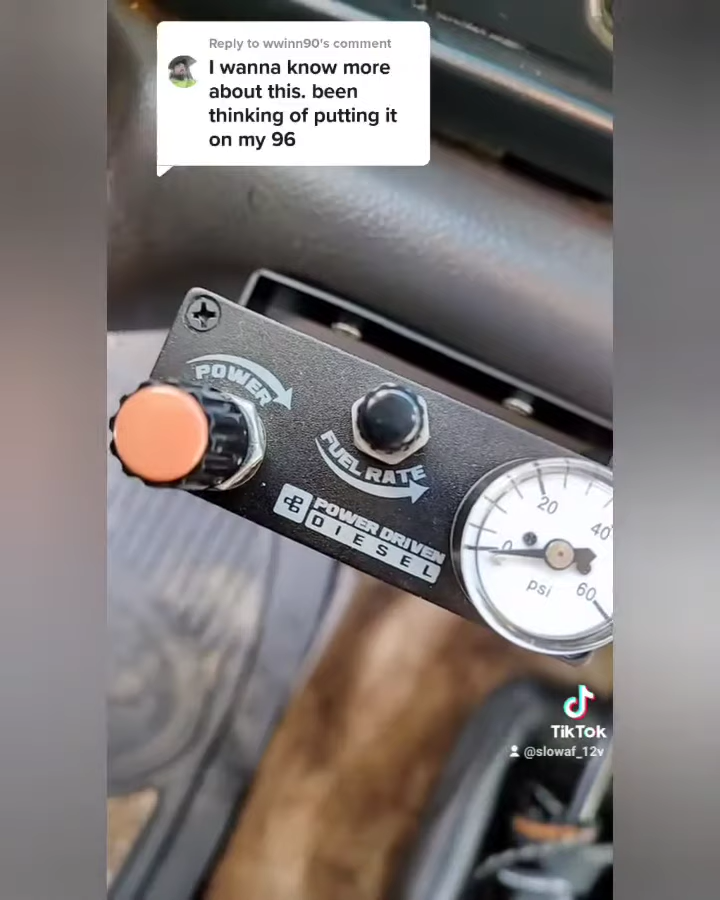 Reply to wwinn90's comment
I wanna know more
about this. been
thinking of putting it
on my 96
POWER
FUEL RATE
POWER DRIVEN
DIESEL
0
20
40
60
psi
TikTok
@slowaf_12v